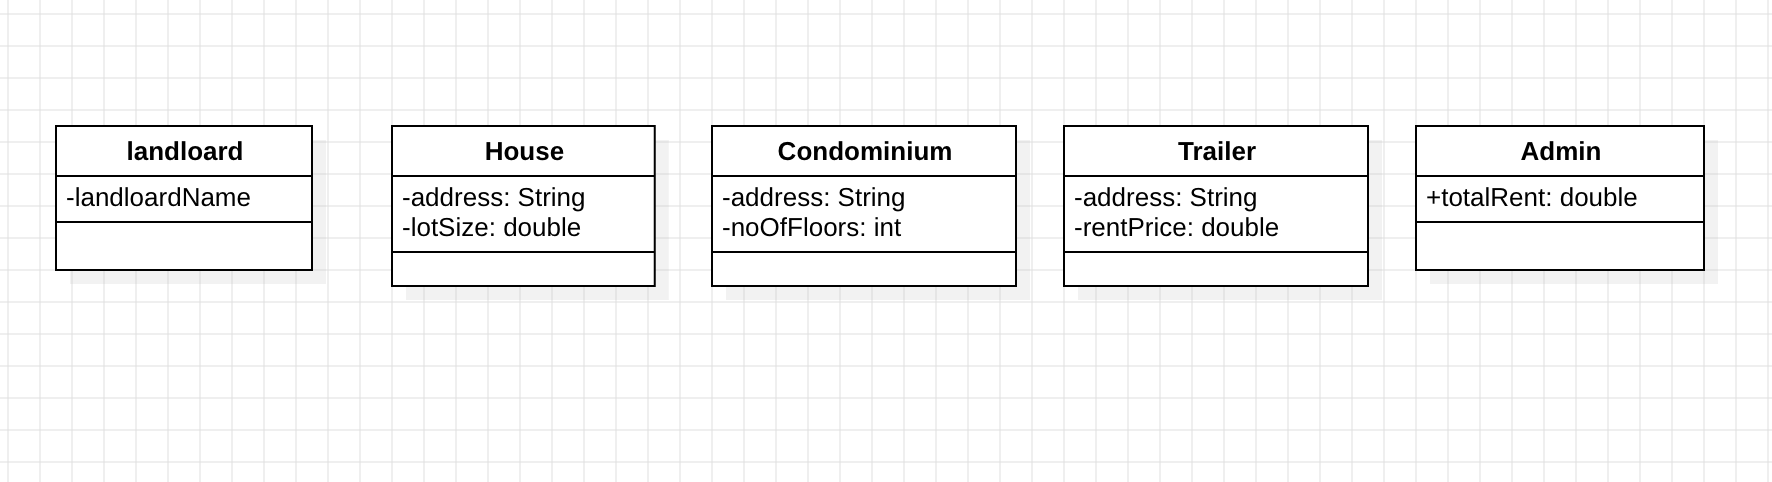 landloard
-landloardName
House
-address: String
-lotSize: double
Condominium
-address: String
-noOfFloors: int
Trailer
-address: String
-rentPrice: double
Admin
+totalRent: double